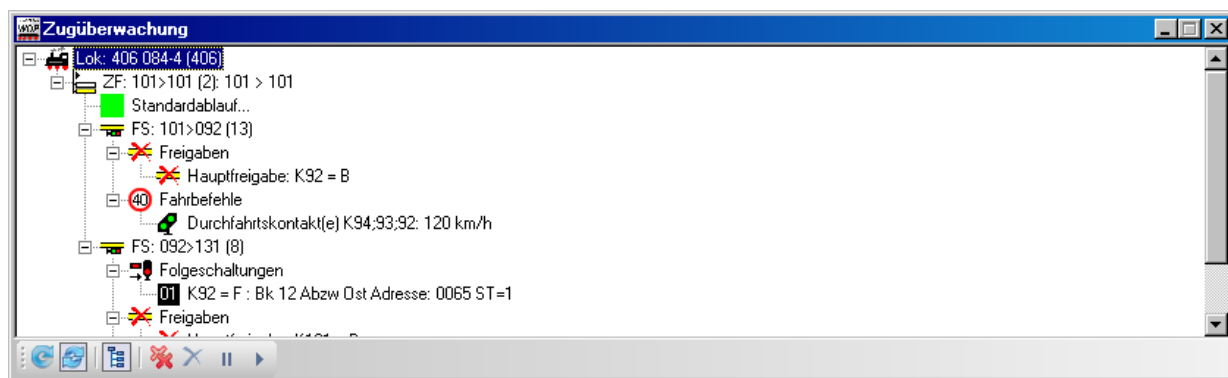 WDP Zugüberwachung
Lok: 406 084-4 (406)
ZF: 101>101 (2): 101 > 101
Standardablauf...
FS: 101>092 (13)
Freigaben
Hauptfreigabe: K92 = B
40 Fahrbefehle
Durchfahrtskontakt(e) K94;93;92: 120 km/h
FS: 092>131 (8)
Folgeschaltungen
01 K92 = F : Bk 12 Abzw Ost Adresse: 0065 ST=1
Freigaben